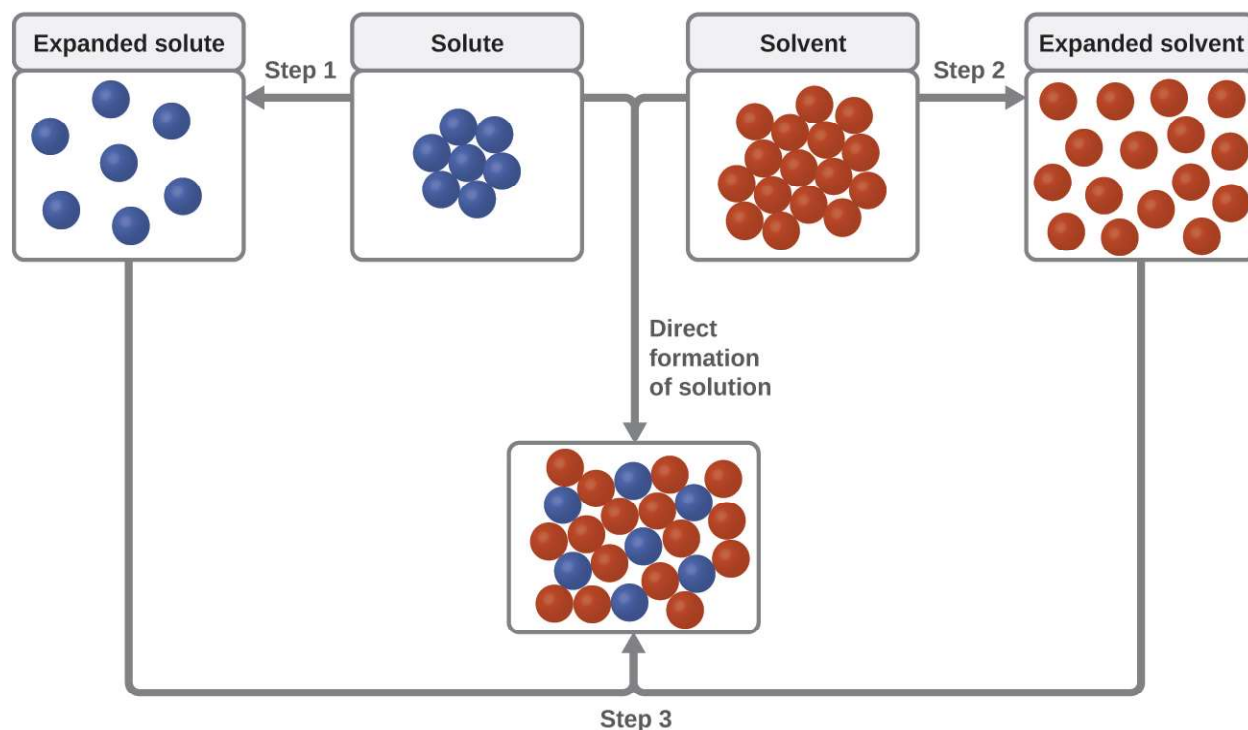 Expanded solute
Solute
Solvent
Expanded solvent
Step 1
Step 2
Direct
formation
of solution
Step 3